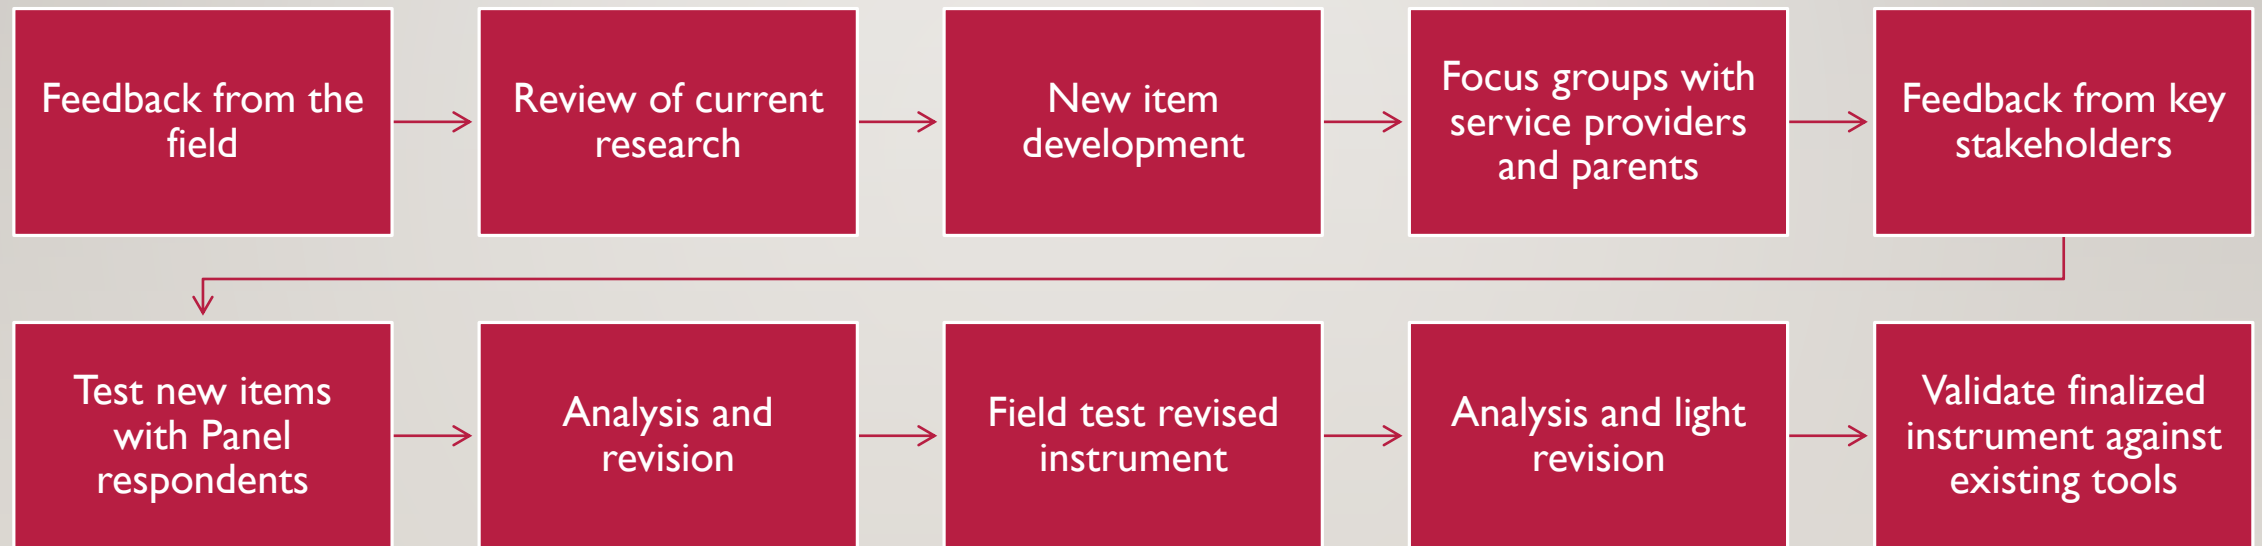 Feedback from the
field
Review of current
research
New item
development
Focus groups with
service providers
and parents
Feedback from key
stakeholders
Test new items
with Panel
respondents
Analysis and
revision
Field test revised
instrument
Analysis and light
revision
Validate finalized
instrument against
existing tools